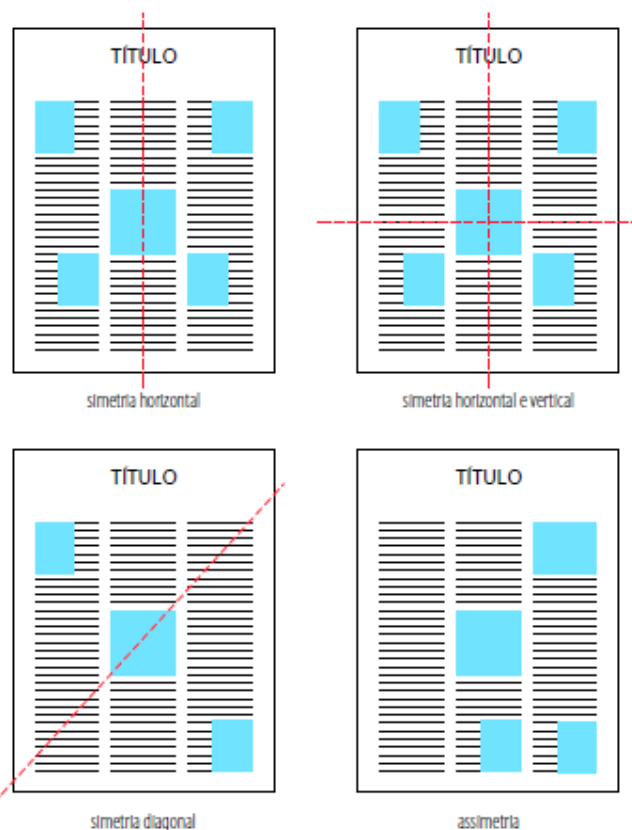 TÍTULO
TÍTULO
simetria horizontal
simetria horizontal e vertical
TÍTULO
TÍTULO
simetria diagonal
assimetria